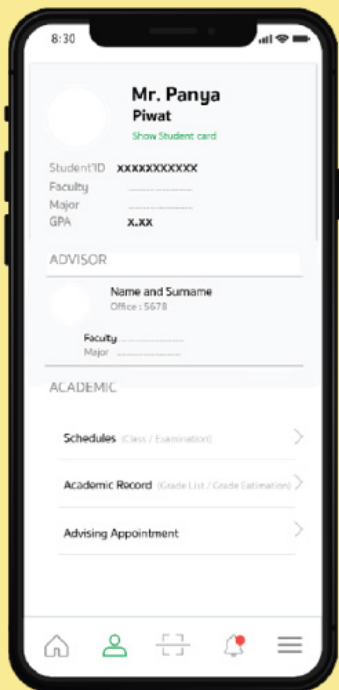 8:30
Mr. Panya
Piwat
Show Student card
Student'ID xxxxxxxxxxx
Faculty
Major
GPA x.xx
ADVISOR
Name and Surname
Office : 5678
Faculty
Major
ACADEMIC
Schedules (Class / Examination)
Academic Record (Grade List / Grade Eatimation)
Advising Appointment